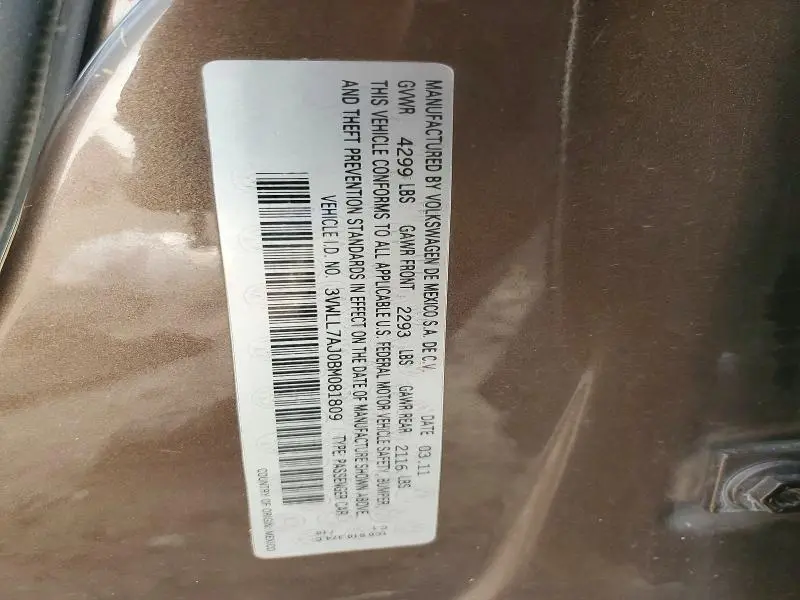 MANUFACTURED BY VOLKSWAGEN DE MEXICO S.A. DE C.V. DATE 03.11
GVWR 4299 LBS GAWR FRONT 2293 LBS GAWR REAR 2116 LBS
THIS VEHICLE CONFORMS TO ALL APPLICABLE U.S. FEDERAL MOTOR VEHICLE SAFETY, BUMPER
AND THEFT PREVENTION STANDARDS IN EFFECT ON THE DATE OF MANUFACTURE SHOWN ABOVE
VEHICLE I.D. NO. 3VWLL7AJ0BM081809 TYPE: PASSENGER CAR
COUNTRY OF ORIGIN: MEXICO